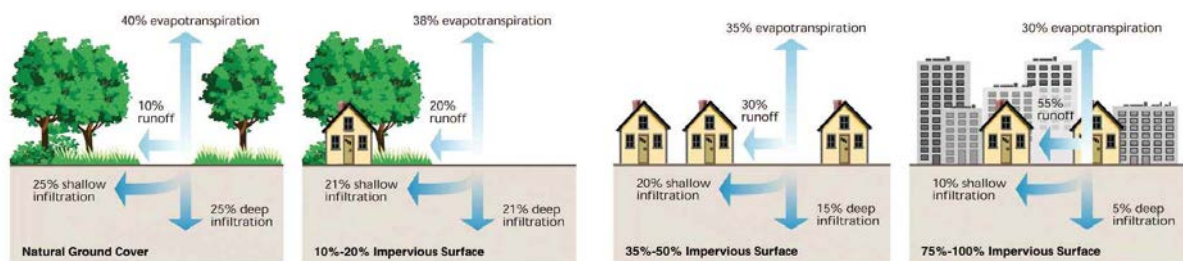 40% evapotranspiration
10%
runoff
25% shallow
infiltration
25% deep
infiltration
Natural Ground Cover
38% evapotranspiration
20%
runoff
21% shallow
infiltration
21% deep
infiltration
10%-20% Impervious Surface
35% evapotranspiration
30%
runoff
20% shallow
infiltration
15% deep
infiltration
35%-50% Impervious Surface
30% evapotranspiration
55%
runoff
10% shallow
infiltration
5% deep
infiltration
75%-100% Impervious Surface